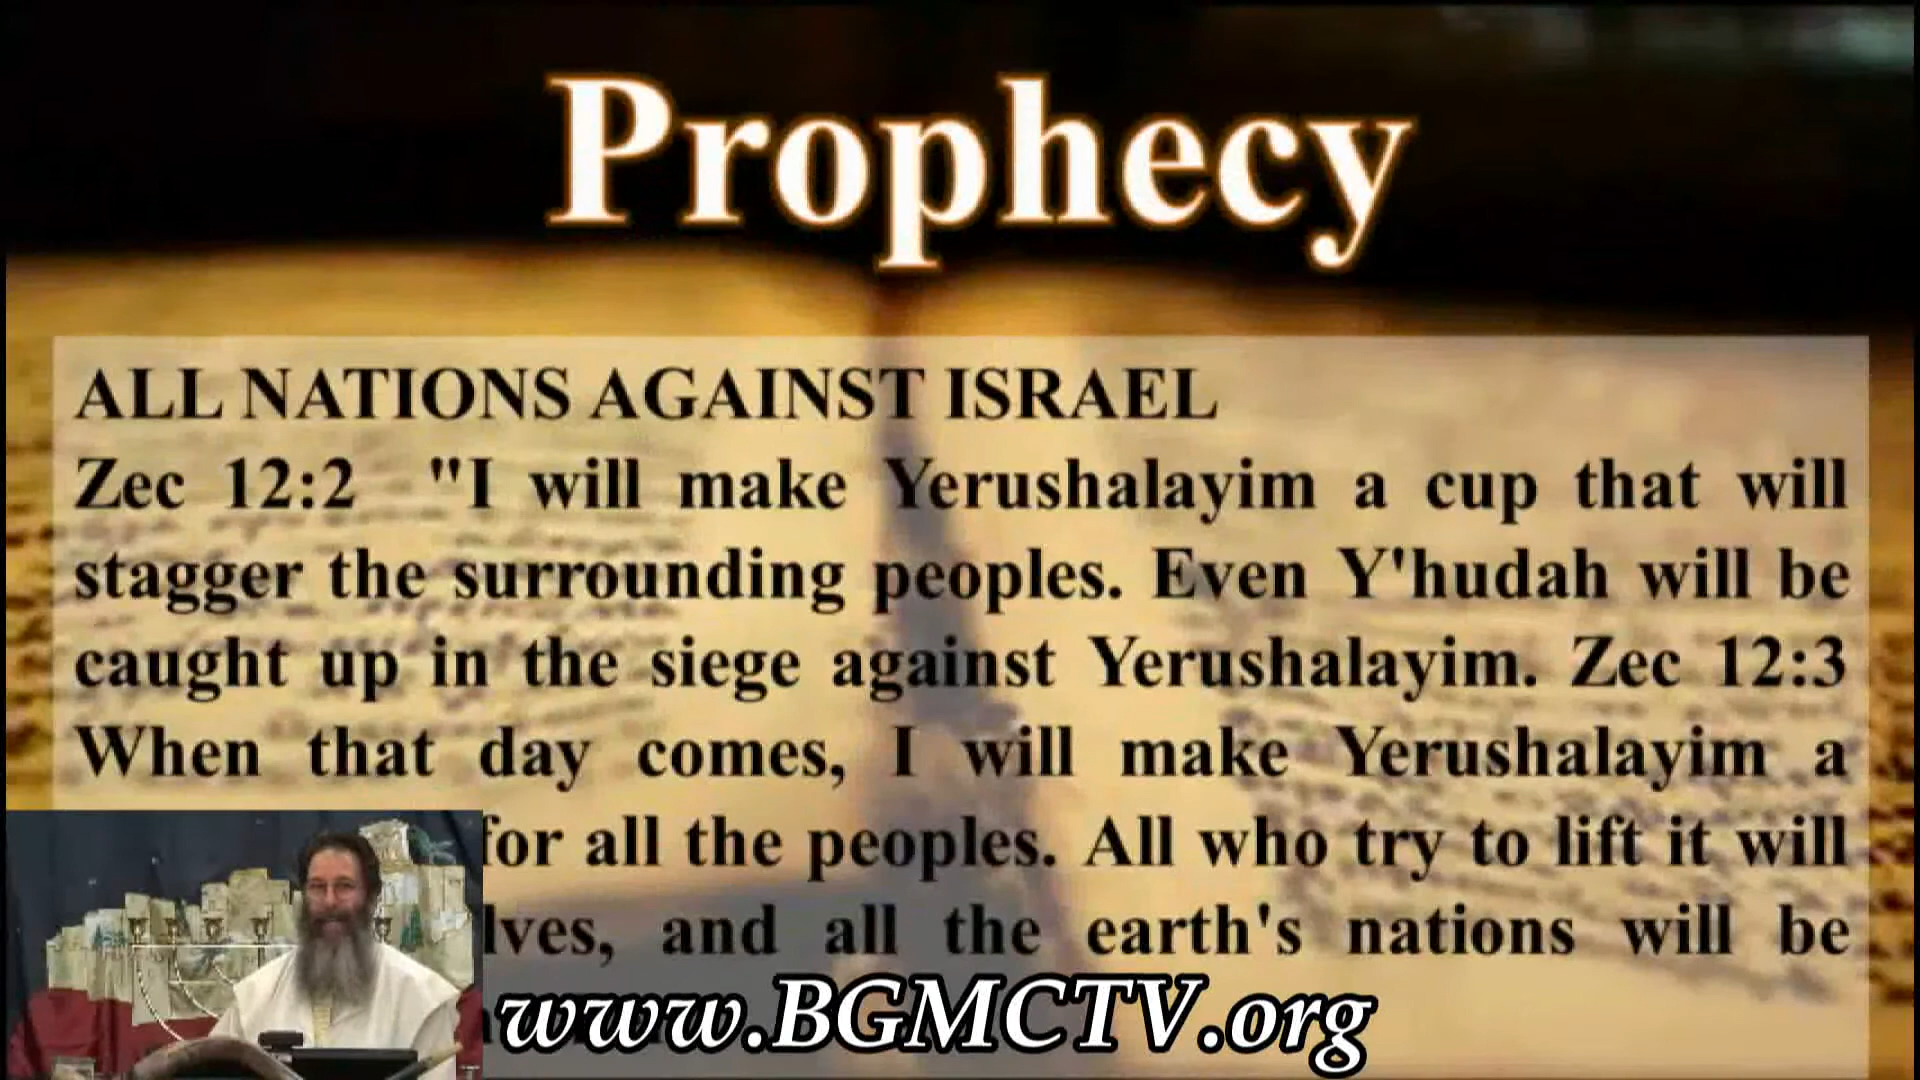 Prophecy
ALL NATIONS AGAINST ISRAEL
Zec 12:2 "I will make Yerushalayim a cup that will
stagger the surrounding peoples. Even Y'hudah will be
caught up in the siege against Yerushalayim. Zec 12:3
When that day comes, I will make Yerushalayim a
for all the peoples. All who try to lift it will
lves, and all the earth's nations will be
www.BGMCTV.org